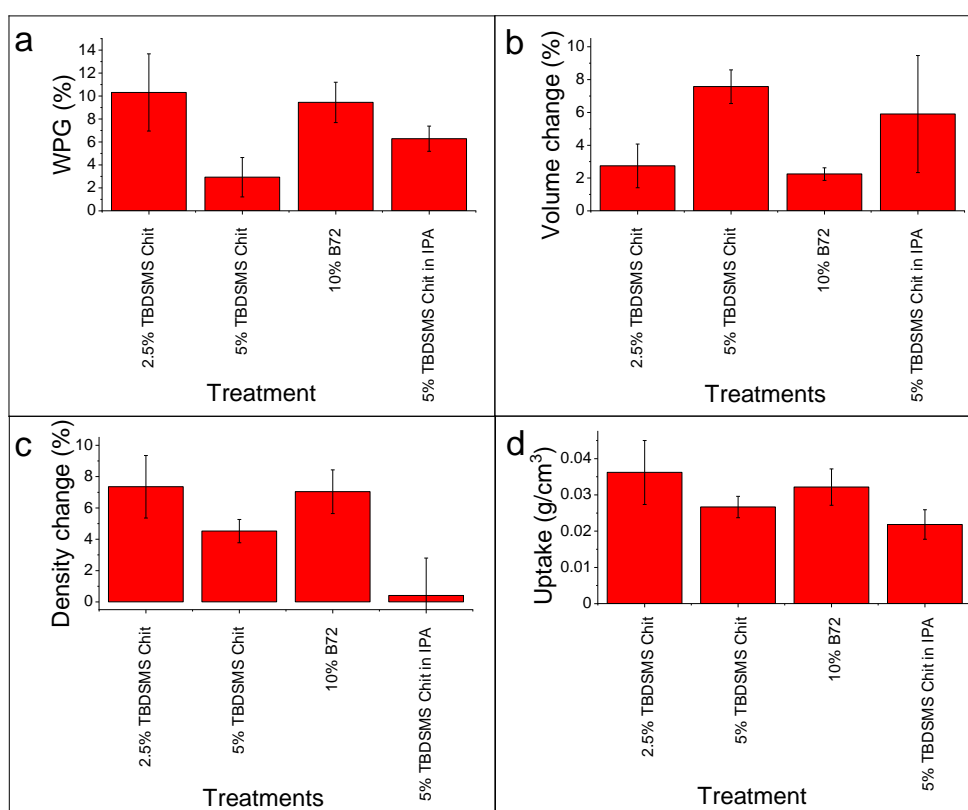 a
WPG (%)
14
12
10
8
6
4
2
0
2.5% TBDSMS Chit
5% TBDSMS Chit
10% B72
5% TBDSMS Chit in IPA
Treatment
b
Volume change (%)
10
8
6
4
2
0
2.5% TBDSMS Chit
5% TBDSMS Chit
10% B72
5% TBDSMS Chit in IPA
Treatments
c
Density change (%)
10
8
6
4
2
0
2.5% TBDSMS Chit
5% TBDSMS Chit
10% B72
5% TBDSMS Chit in IPA
Treatments
d
Uptake (g/cm³)
0.04
0.03
0.02
0.01
0
2.5% TBDSMS Chit
5% TBDSMS Chit
10% B72
5% TBDSMS Chit in IPA
Treatment